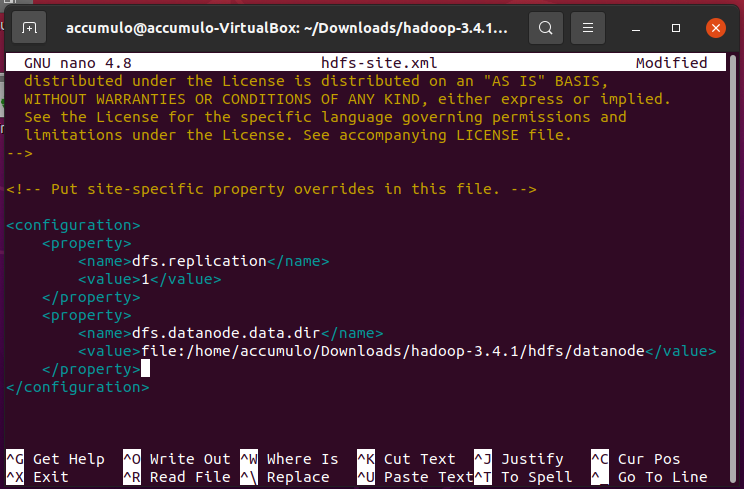 accumulo@accumulo-VirtualBox: ~/Downloads/hadoop-3.4.1...
GNU nano 4.8 hdfs-site.xml Modified
distributed under the License is distributed on an "AS IS" BASIS,
WITHOUT WARRANTIES OR CONDITIONS OF ANY KIND, either express or implied.
See the License for the specific language governing permissions and
limitations under the License. See accompanying LICENSE file.
-->
<!-- Put site-specific property overrides in this file. -->
<configuration>
    <property>
        <name>dfs.replication</name>
        <value>1</value>
    </property>
    <property>
        <name>dfs.datanode.data.dir</name>
        <value>file:/home/accumulo/Downloads/hadoop-3.4.1/hdfs/datanode</value>
    </property>
</configuration>
^G Get Help ^O Write Out ^W Where Is ^K Cut Text ^J Justify ^C Cur Pos
^X Exit ^R Read File ^\ Replace ^U Paste Text ^T To Spell ^_ Go To Line